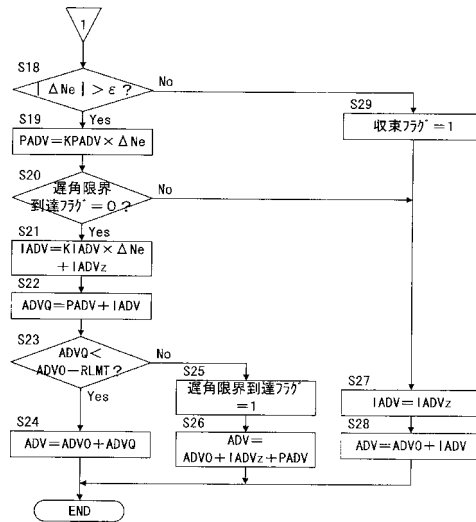 1
S18
| ΔNe | > ε ?
No
Yes
S29
収束フラグ=1
S19
PADV=KPADV×ΔNe
S20
遅角限界
到達フラグ=0?
No
Yes
S21
IADV=KIADV×ΔNe
+IADVz
S22
ADVQ=PADV+IADV
S23
ADVQ<
ADV0−RLMT?
No
Yes
S25
遅角限界到達フラグ
=1
S27
IADV=IADVz
S24
ADV=ADV0+ADVQ
S26
ADV=
ADV0+IADVz+PADV
S28
ADV=ADV0+IADV
END